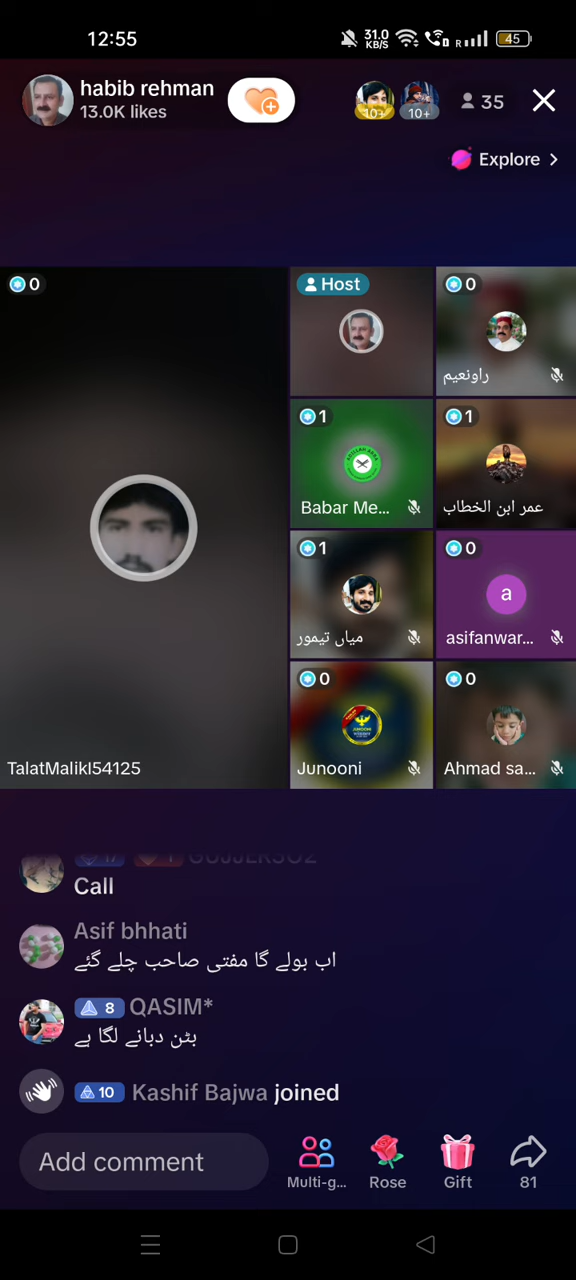 12:55
31.0
KB/S
R
45
habib rehman
13.0K likes
10+
10+
35
Explore
0
Host
0
راونعیم
1
Babar Me...
1
عمر ابن الخطاب
1
میاں تیمور
0
a
asifanwar...
0
Junooni
0
Ahmad sa...
TalatMalikI54125
Call
Asif bhhati
اب بولے گا مفتی صاحب چلے گئے
8 QASIM*
بٹن دبانے لگا ہے
10 Kashif Bajwa joined
Add comment
Multi-g...
Rose
Gift
81